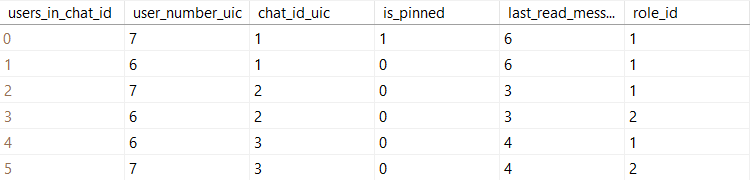 users_in_chat_id user_number_uic chat_id_uic is_pinned last_read_mess... role_id
0 7 1 1 6 1
1 6 1 0 6 1
2 7 2 0 3 1
3 6 2 0 3 2
4 6 3 0 4 1
5 7 3 0 4 2